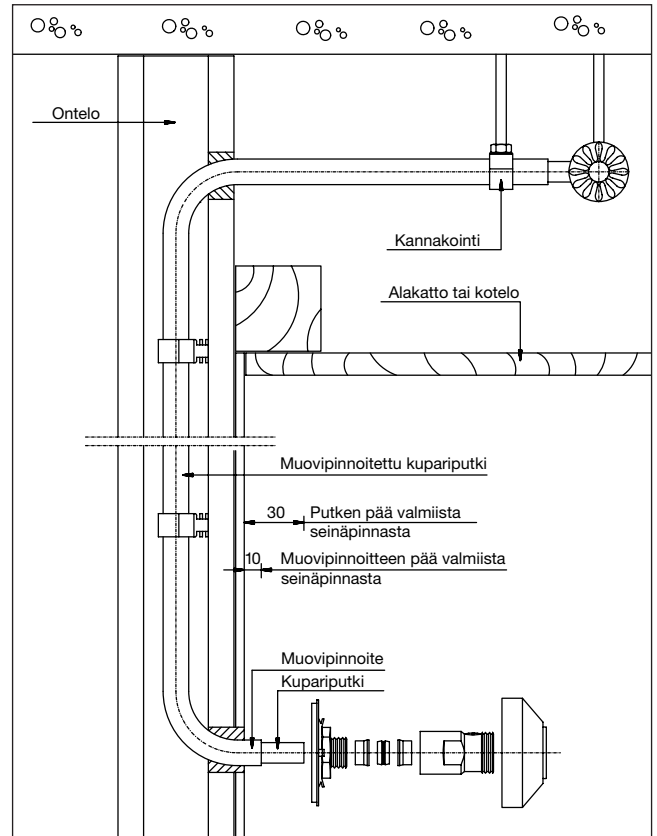 Ontelo
Kannakointi
Alakatto tai kotelo
Muovipinnoitettu kupariputki
30 Putken pää valmiista
seinäpinnasta
10 Muovipinnoitteen pää valmiista
seinäpinnasta
Muovipinnoite
Kupariputki